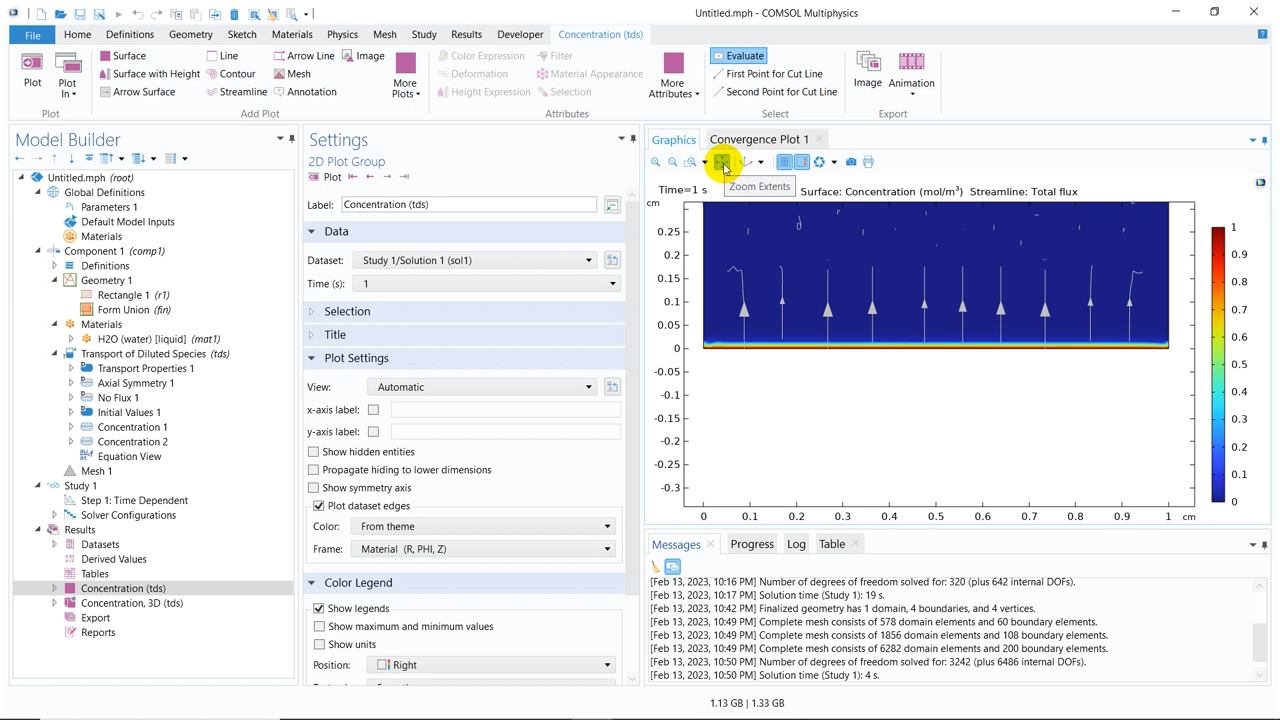 Untitled.mph - COMSOL Multiphysics
File Home Definitions Geometry Sketch Materials Physics Mesh Study Results Developer Concentration (tds)
Plot
Plot In
Plot
Surface
Surface with Height
Arrow Surface
Line
Contour
Streamline
Arrow Line
Mesh
Annotation
Image
More Plots
Add Plot
Color Expression
Deformation
Height Expression
Filter
Material Appearance
Selection
More Attributes
Attributes
Evaluate
First Point for Cut Line
Second Point for Cut Line
Select
Image
Animation
Export
Model Builder
Untitled.mph (root)
Global Definitions
Pi Parameters 1
Default Model Inputs
Materials
Component 1 (comp1)
Definitions
Geometry 1
Rectangle 1 (r1)
Form Union (fin)
Materials
H2O (water) [liquid] (mat1)
Transport of Diluted Species (tds)
Transport Properties 1
Axial Symmetry 1
No Flux 1
Initial Values 1
Concentration 1
Concentration 2
Equation View
Mesh 1
Study 1
Step 1: Time Dependent
Solver Configurations
Results
Datasets
Derived Values
Tables
Concentration (tds)
Concentration, 3D (tds)
Export
Reports
Settings
2D Plot Group
Plot
Label: Concentration (tds)
Data
Dataset: Study 1/Solution 1 (sol1)
Time (s): 1
Selection
Title
Plot Settings
View: Automatic
x-axis label:
y-axis label:
Show hidden entities
Propagate hiding to lower dimensions
Show symmetry axis
Plot dataset edges
Color: From theme
Frame: Material (R, PHI, Z)
Color Legend
Show legends
Show maximum and minimum values
Show units
Position: Right
Graphics Convergence Plot 1
Zoom Extents
Time=1 s Surface: Concentration (mol/m³) Streamline: Total flux
cm
0.25
0.2
0.15
0.1
0.05
0
-0.05
-0.1
-0.15
-0.2
-0.25
-0.3
0 0.1 0.2 0.3 0.4 0.5 0.6 0.7 0.8 0.9 1 cm
1
0.9
0.8
0.7
0.6
0.5
0.4
0.3
0.2
0.1
0
Messages Progress Log Table
[Feb 13, 2023, 10:16 PM] Number of degrees of freedom solved for: 320 (plus 642 internal DOFs).
[Feb 13, 2023, 10:17 PM] Solution time (Study 1): 19 s.
[Feb 13, 2023, 10:42 PM] Finalized geometry has 1 domain, 4 boundaries, and 4 vertices.
[Feb 13, 2023, 10:49 PM] Complete mesh consists of 578 domain elements and 60 boundary elements.
[Feb 13, 2023, 10:49 PM] Complete mesh consists of 1856 domain elements and 108 boundary elements.
[Feb 13, 2023, 10:49 PM] Complete mesh consists of 6282 domain elements and 200 boundary elements.
[Feb 13, 2023, 10:50 PM] Number of degrees of freedom solved for: 3242 (plus 6486 internal DOFs).
[Feb 13, 2023, 10:50 PM] Solution time (Study 1): 4 s.
1.13 GB | 1.33 GB